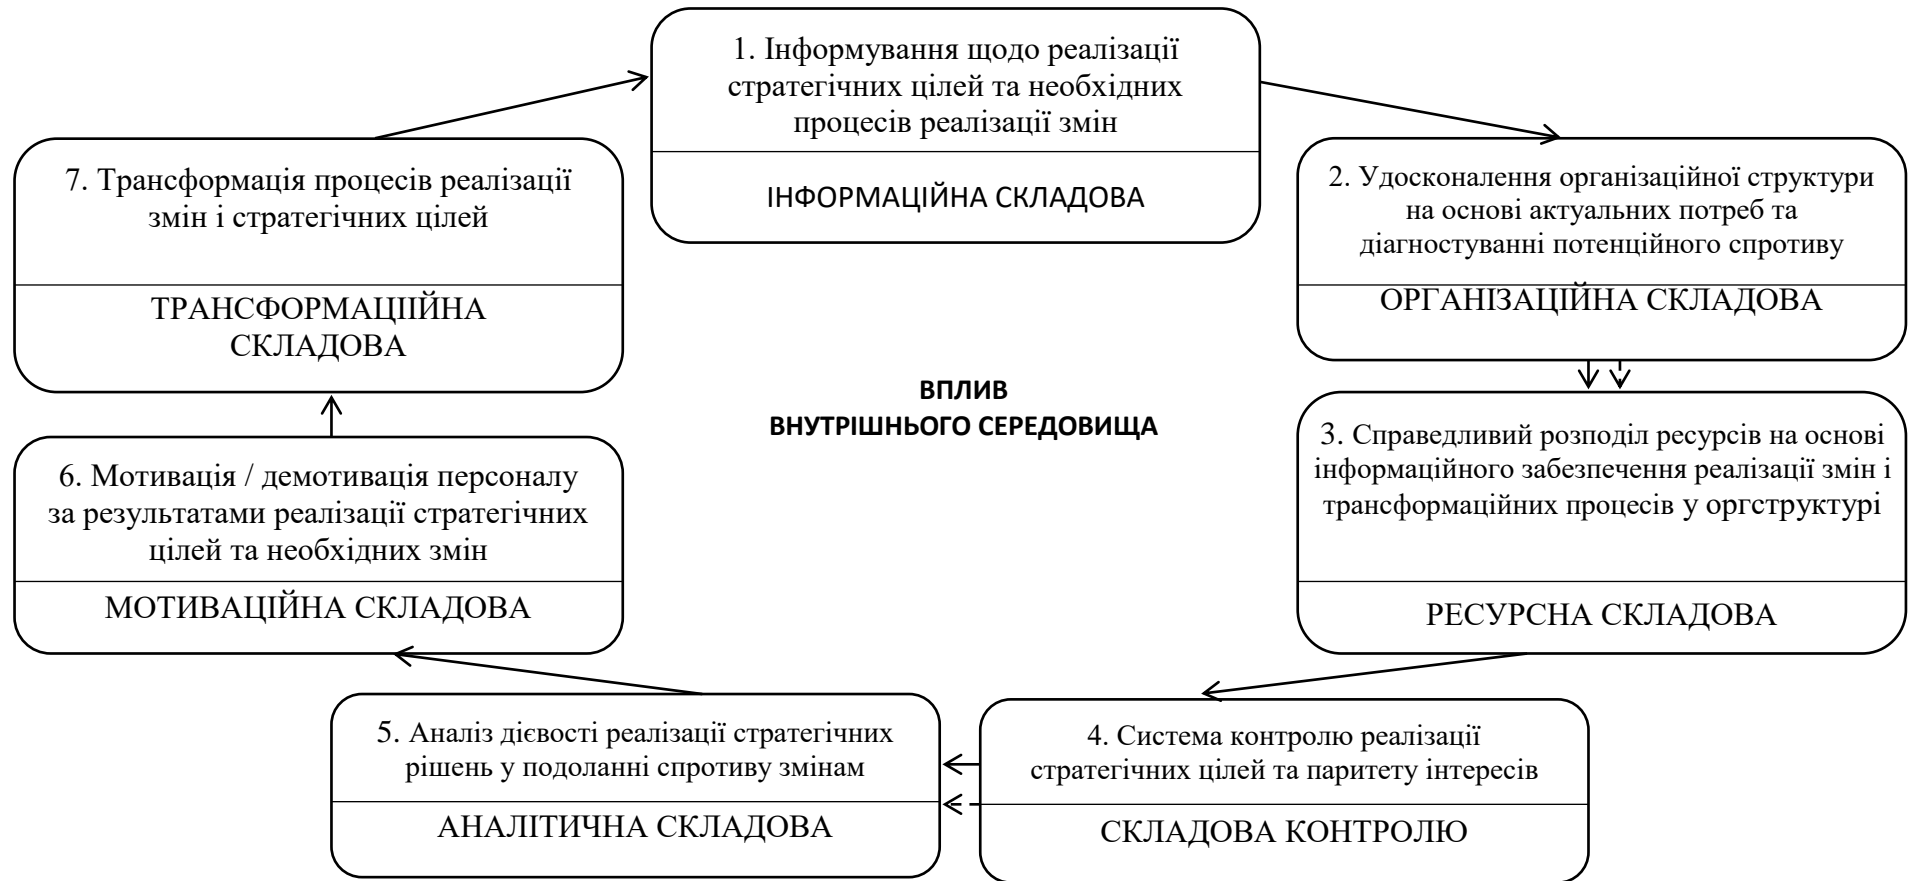 1. Інформування щодо реалізації
стратегічних цілей та необхідних
процесів реалізації змін
ІНФОРМАЦІЙНА СКЛАДОВА
2. Удосконалення організаційної структури
на основі актуальних потреб та
діагностуванні потенційного спротиву
ОРГАНІЗАЦІЙНА СКЛАДОВА
3. Справедливий розподіл ресурсів на основі
інформаційного забезпечення реалізації змін і
трансформаційних процесів у оргструктурі
РЕСУРСНА СКЛАДОВА
4. Система контролю реалізації
стратегічних цілей та паритету інтересів
СКЛАДОВА КОНТРОЛЮ
5. Аналіз дієвості реалізації стратегічних
рішень у подоланні спротиву змінам
АНАЛІТИЧНА СКЛАДОВА
6. Мотивація / демотивація персоналу
за результатами реалізації стратегічних
цілей та необхідних змін
МОТИВАЦІЙНА СКЛАДОВА
7. Трансформація процесів реалізації
змін і стратегічних цілей
ТРАНСФОРМАЦІІЙНА
СКЛАДОВА
ВПЛИВ
ВНУТРІШНЬОГО СЕРЕДОВИЩА